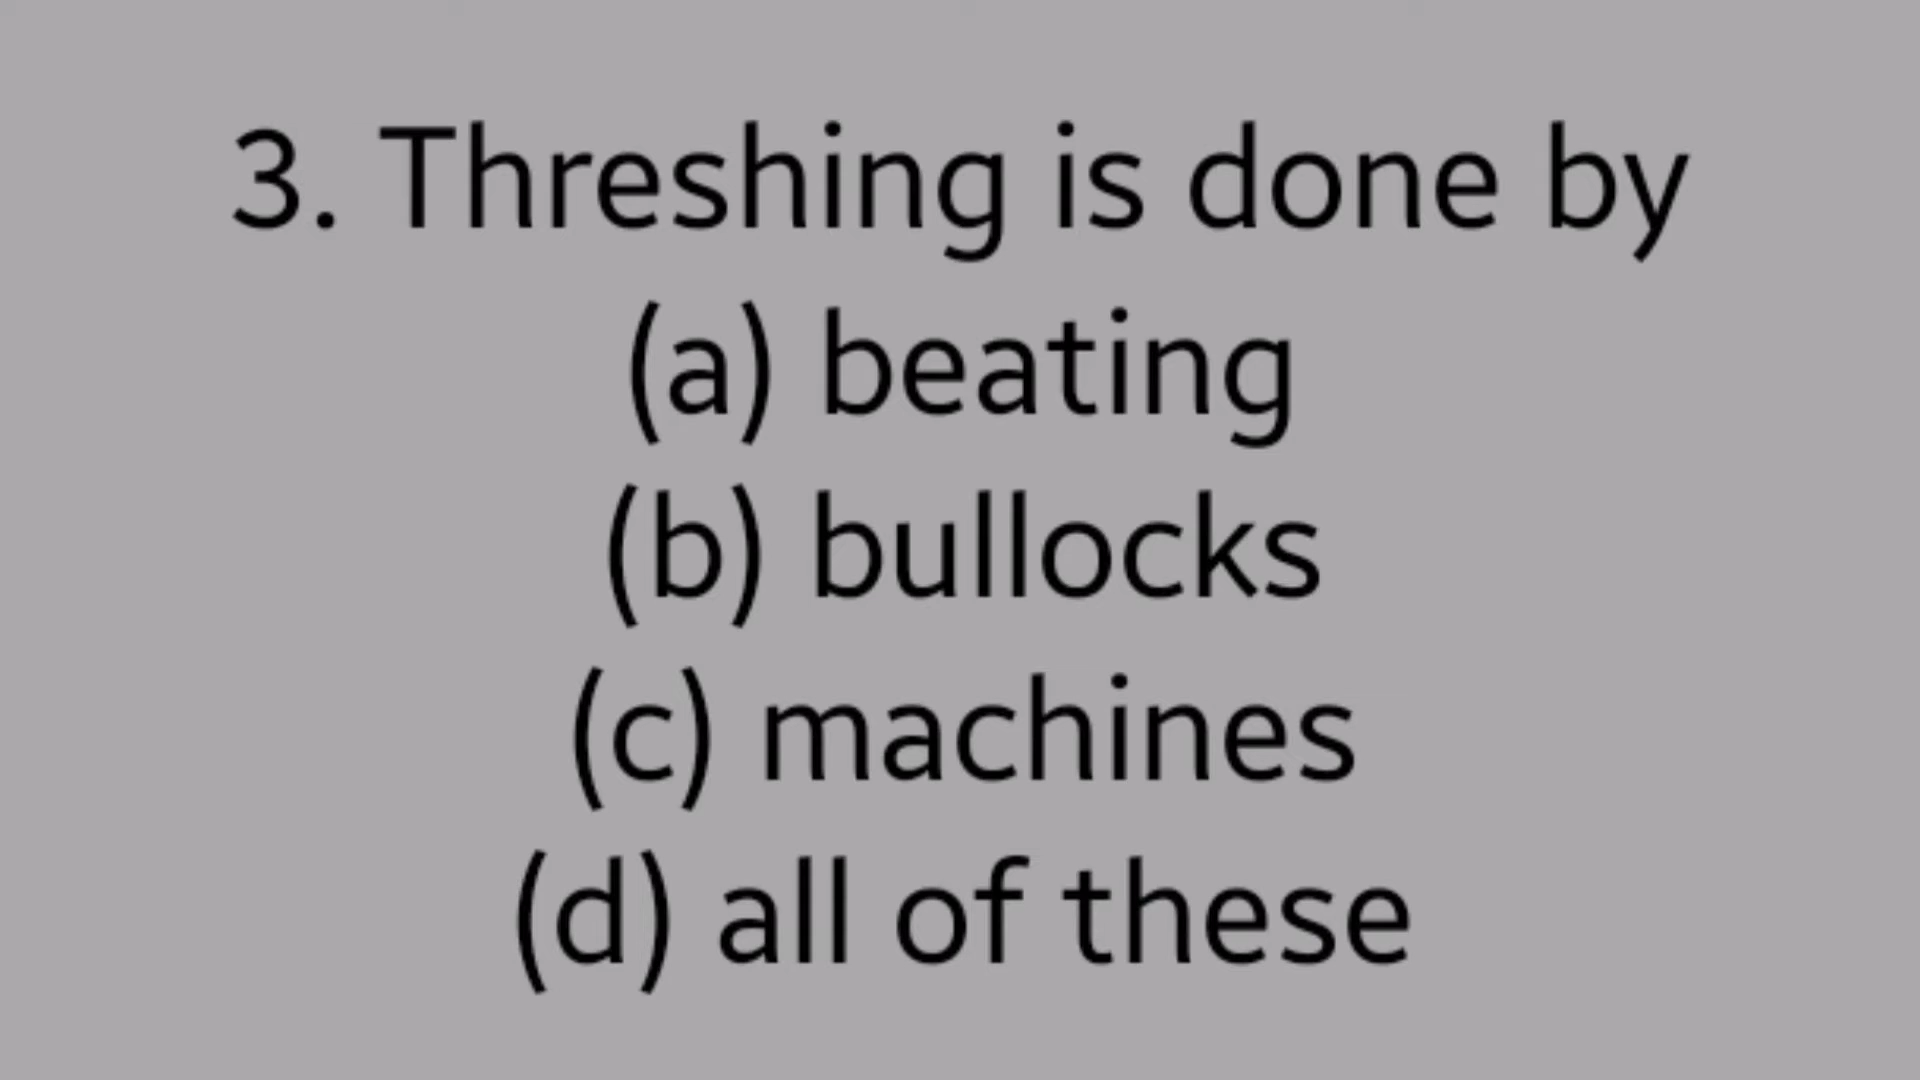 3. Threshing is done by
(a) beating
(b) bullocks
(c) machines
(d) all of these